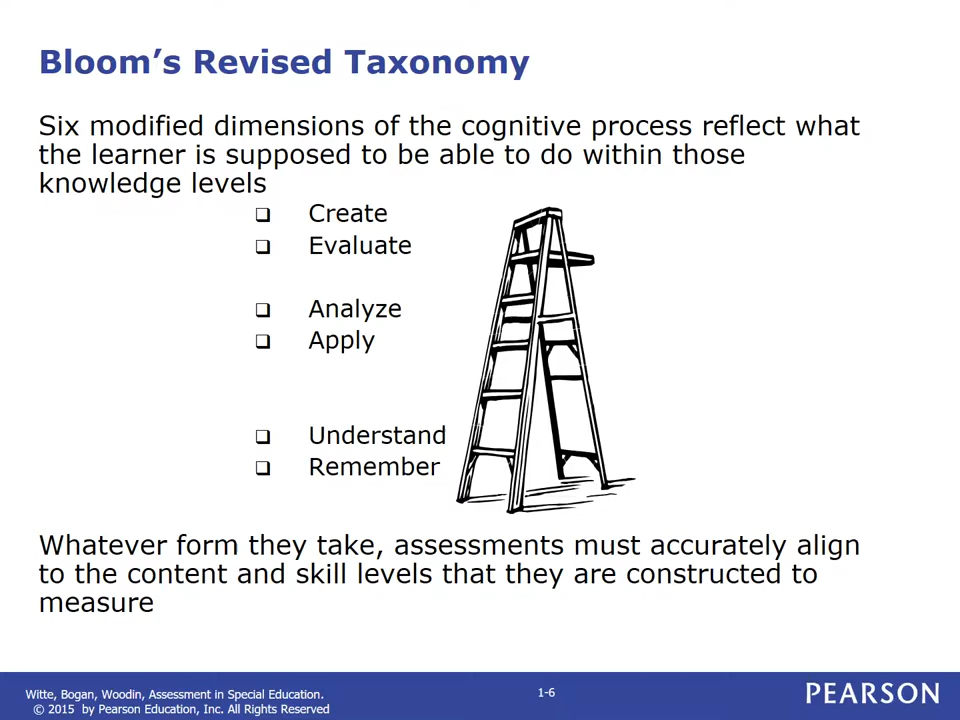 Bloom’s Revised Taxonomy
Six modified dimensions of the cognitive process reflect what
the learner is supposed to be able to do within those
knowledge levels
❑ Create
❑ Evaluate
❑ Analyze
❑ Apply
❑ Understand
❑ Remember
Whatever form they take, assessments must accurately align
to the content and skill levels that they are constructed to
measure
Witte, Bogan, Woodin, Assessment in Special Education.
© 2015 by Pearson Education, Inc. All Rights Reserved
1-6
PEARSON